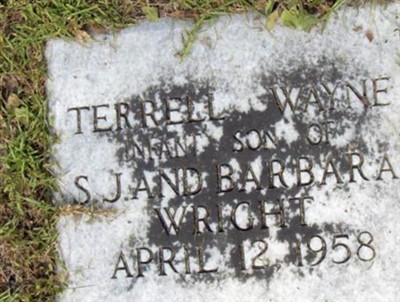 TERRELL WAYNE
INFANT SON OF
S J AND BARBARA
WRIGHT
APRIL 12, 1958